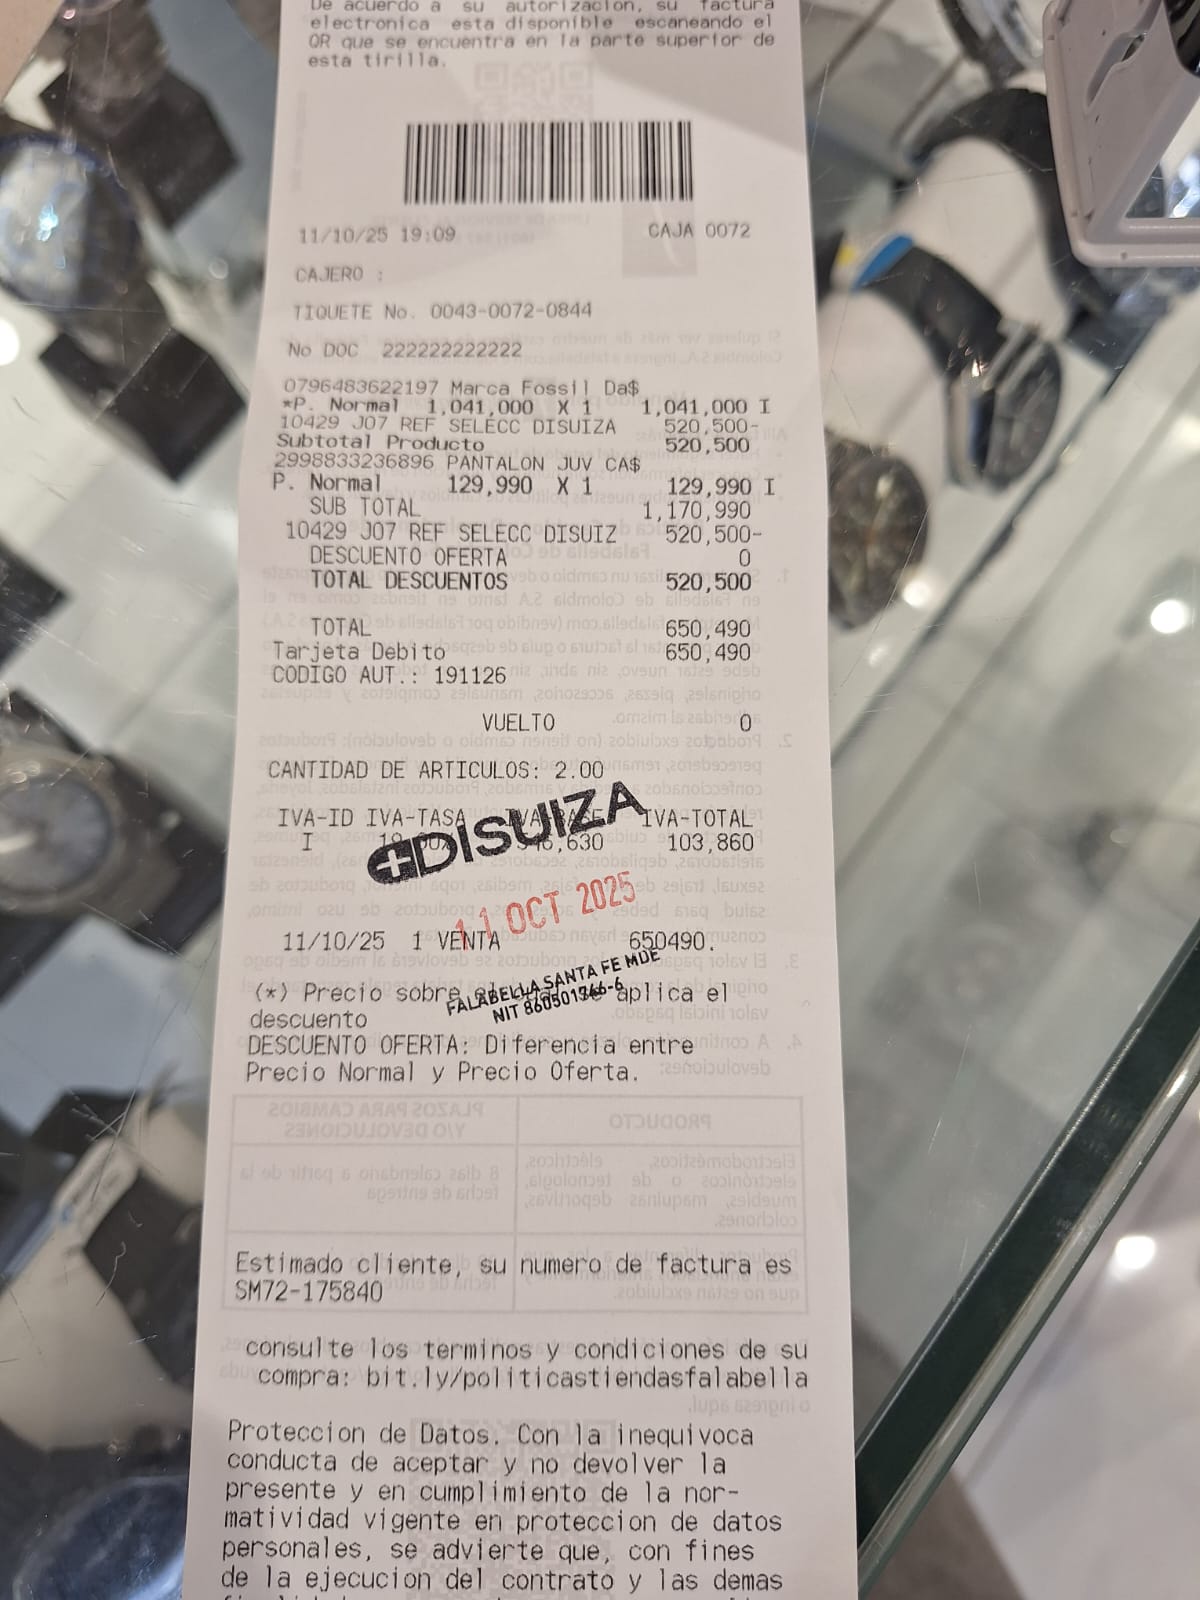 De acuerdo a su autorizacion, su factura
electronica esta disponible escaneando el
QR que se encuentra en la parte superior de
esta tirilla.
11/10/25 19:09 CAJA 0072
CAJERO :
TIQUETE No. 0043-0072-0844
No DOC 222222222222
0796483622197 Marca Fossil Da$
*P. Normal 1,041,000 X 1 1,041,000 I
10429 J07 REF SELECC DISUIZA 520,500-
Subtotal Producto 520,500
2998833236896 PANTALON JUV CA$
P. Normal 129,990 X 1 129,990 I
SUB TOTAL 1,170,990
10429 J07 REF SELECC DISUIZ 520,500-
DESCUENTO OFERTA 0
TOTAL DESCUENTOS 520,500
TOTAL 650,490
Tarjeta Debito 650,490
CODIGO AUT.: 191126
VUELTO 0
CANTIDAD DE ARTICULOS: 2.00
IVA-ID IVA-TASA IVA-BASE IVA-TOTAL
I 103,860
DISUIZA
11 OCT 2025
11/10/25 1 VENTA 650490.
FALABELLA SANTA FE MDE
NIT 860501766-6
(*) Precio sobre se aplica el
descuento
DESCUENTO OFERTA: Diferencia entre
Precio Normal y Precio Oferta.
Estimado cliente, su numero de factura es
SM72-175840
consulte los terminos y condiciones de su
compra: bit.ly/politicastiendasfalabella
Proteccion de Datos. Con la inequivoca
conducta de aceptar y no devolver la
presente y en cumplimiento de la nor-
matividad vigente en proteccion de datos
personales, se advierte que, con fines
de la ejecucion del contrato y las demas